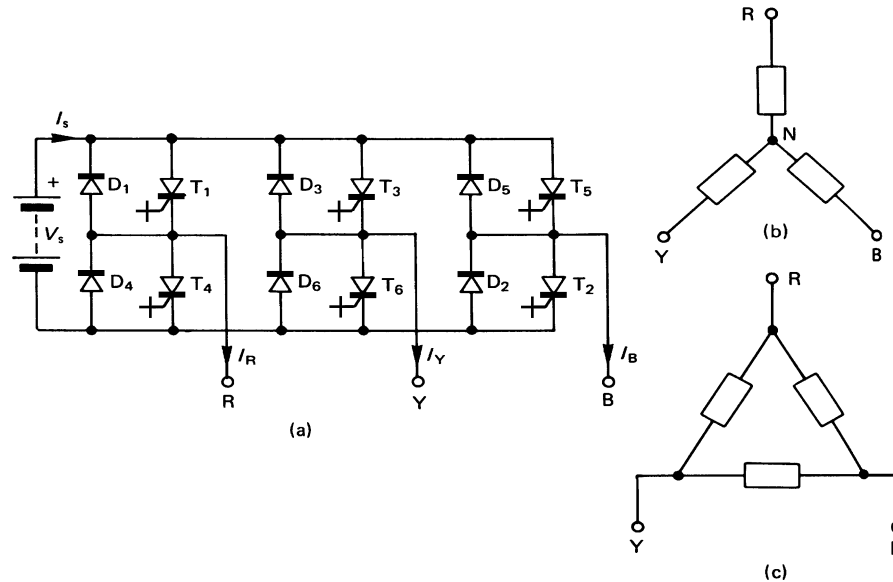 I_s
+
V_s
D_1
T_1
D_3
T_3
D_5
T_5
D_4
T_4
D_6
T_6
D_2
T_2
I_R
I_Y
I_B
R
Y
B
(a)
R
N
Y
B
(b)
R
Y
(c)